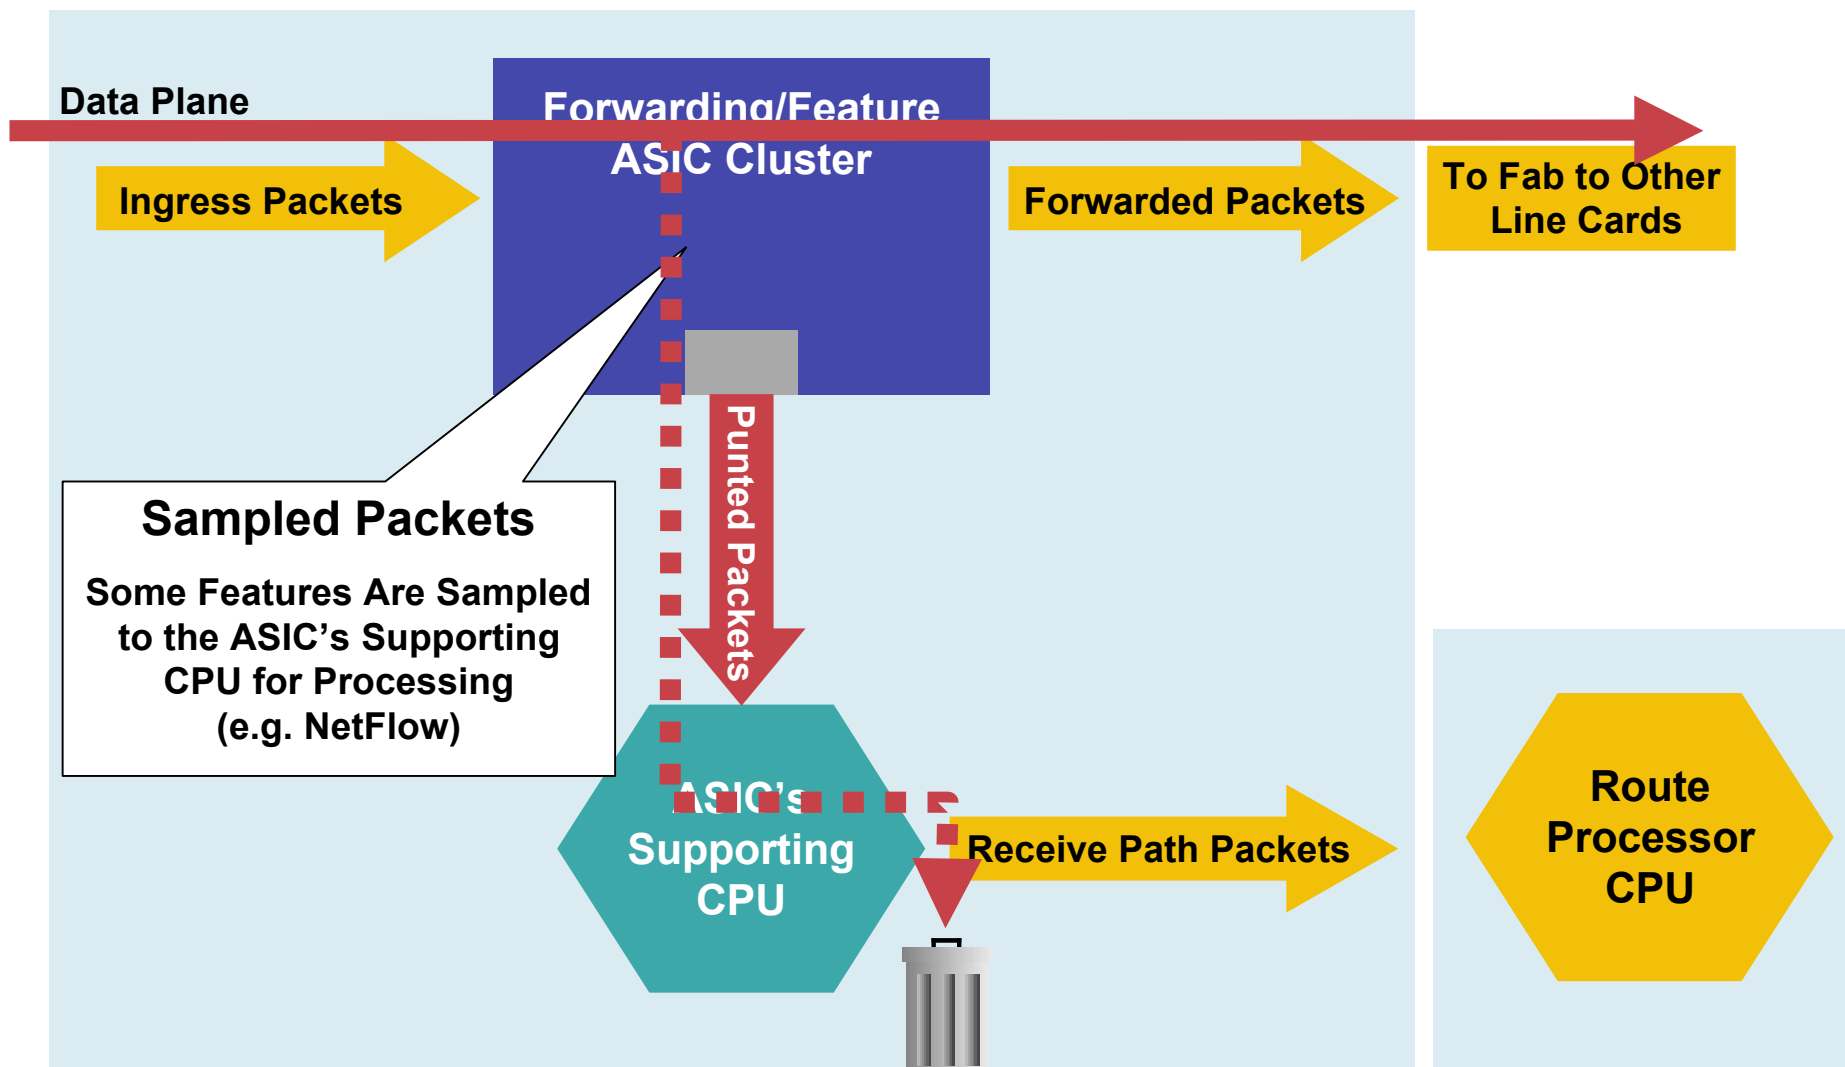 Data Plane
Forwarding/Feature
ASIC Cluster
Ingress Packets
Forwarded Packets
To Fab to Other
Line Cards
Punted Packets
Sampled Packets
Some Features Are Sampled
to the ASIC’s Supporting
CPU for Processing
(e.g. NetFlow)
ASIC’s
Supporting
CPU
Receive Path Packets
Route
Processor
CPU